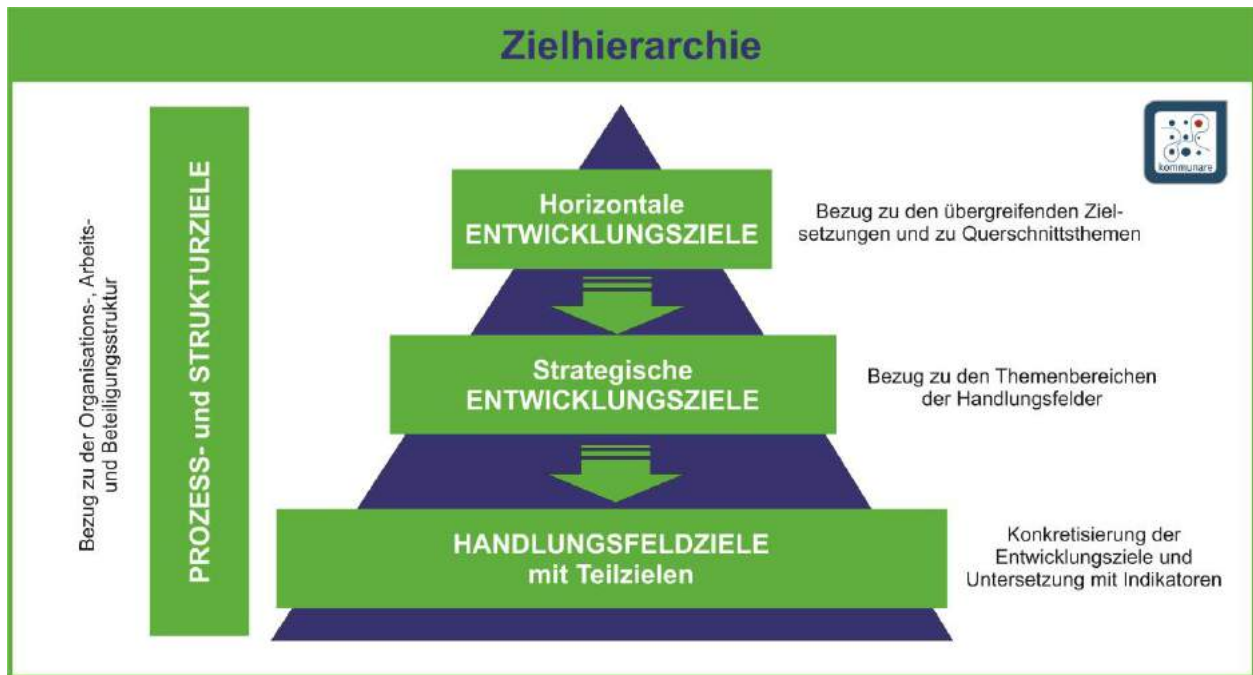 Zielhierarchie
Bezug zu der Organisations-, Arbeits-
und Beteiligungsstruktur
PROZESS- und STRUKTURZIELE
Horizontale
ENTWICKLUNGSZIELE
Bezug zu den übergreifenden Ziel-
setzungen und zu Querschnittsthemen
kommunare
Strategische
ENTWICKLUNGSZIELE
Bezug zu den Themenbereichen
der Handlungsfelder
HANDLUNGSFELDZIELE
mit Teilzielen
Konkretisierung der
Entwicklungsziele und
Untersetzung mit Indikatoren